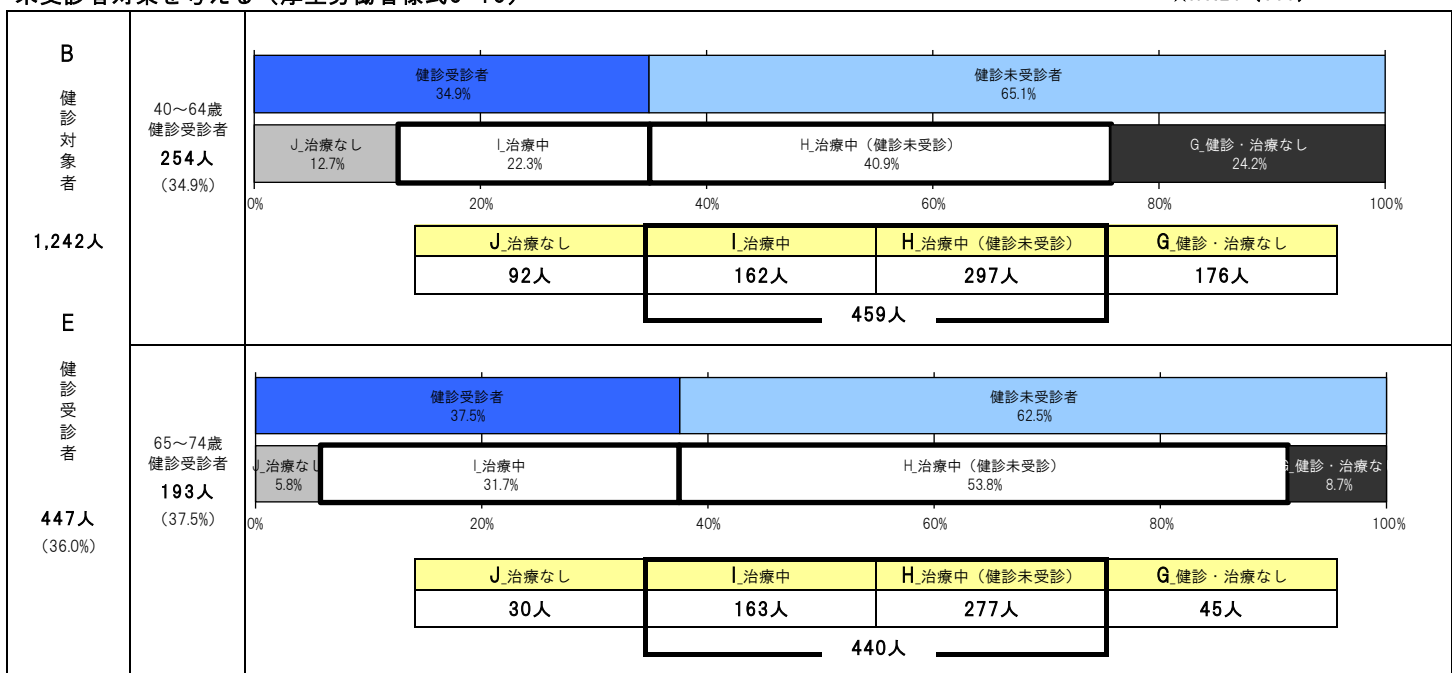 B
健
診
対
象
者
1,242人
E
健
診
受
診
者
447人
(36.0%)
40～64歳
健診受診者
254人
(34.9%)
健診受診者
34.9%
健診未受診者
65.1%
J_治療なし
12.7%
I_治療中
22.3%
H_治療中（健診未受診）
40.9%
G_健診・治療なし
24.2%
0% 20% 40% 60% 80% 100%
J_治療なし I_治療中 H_治療中（健診未受診） G_健診・治療なし
92人 162人 297人 176人
459人
65～74歳
健診受診者
193人
(37.5%)
健診受診者
37.5%
健診未受診者
62.5%
J_治療なし
5.8%
I_治療中
31.7%
H_治療中（健診未受診）
53.8%
G_健診・治療な
8.7%
0% 20% 40% 60% 80% 100%
J_治療なし I_治療中 H_治療中（健診未受診） G_健診・治療なし
30人 163人 277人 45人
440人